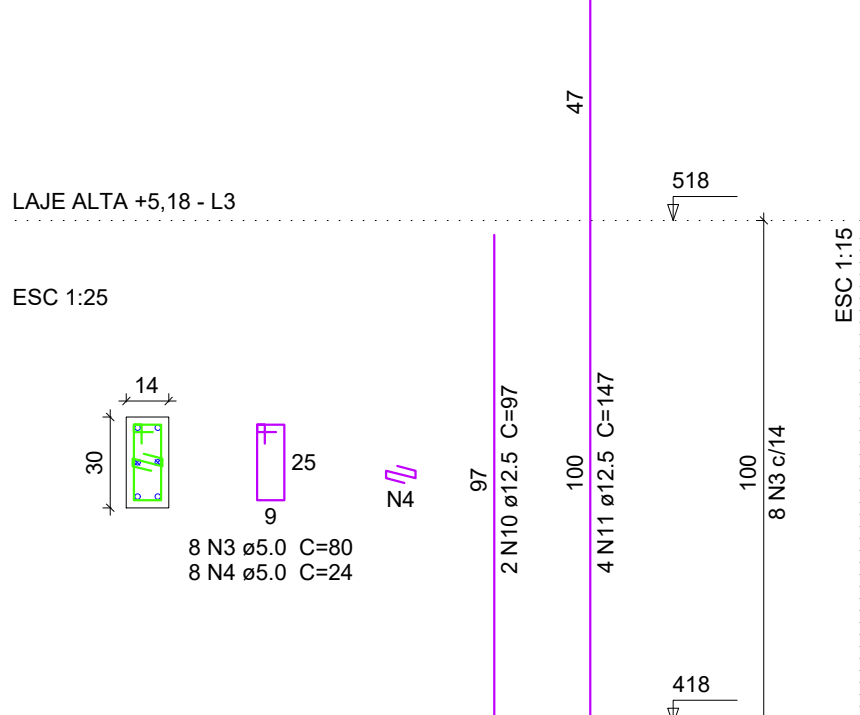 47
518
LAJE ALTA +5,18 - L3
ESC 1:15
ESC 1:25
14
30
25
9
N4
8 N3 ø5.0 C=80
8 N4 ø5.0 C=24
97
2 N10 ø12.5 C=97
100
4 N11 ø12.5 C=147
100
8 N3 c/14
418